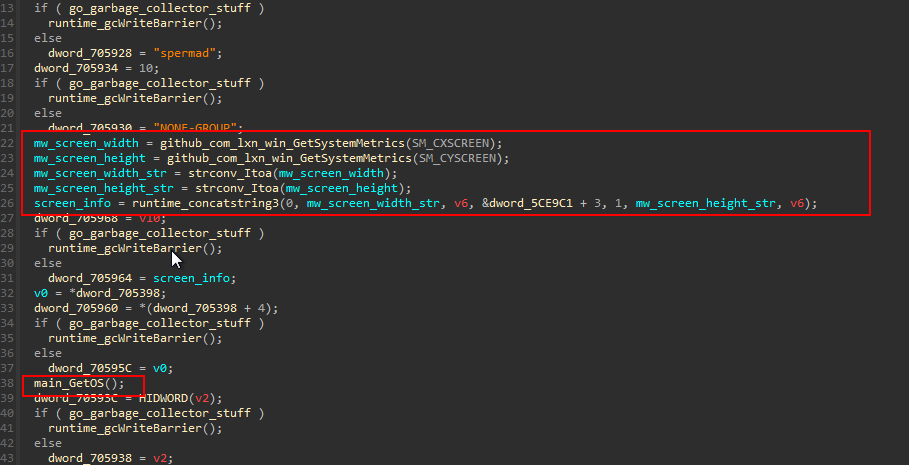 13 if ( go_garbage_collector_stuff )
14 runtime_gcWriteBarrier();
15 else
16 dword_705928 = "spermad";
17 dword_705934 = 10;
18 if ( go_garbage_collector_stuff )
19 runtime_gcWriteBarrier();
20 else
21 dword_705930 = "NONE-GROUP";
22 mw_screen_width = github_com_lxn_win_GetSystemMetrics(SM_CXSCREEN);
23 mw_screen_height = github_com_lxn_win_GetSystemMetrics(SM_CYSCREEN);
24 mw_screen_width_str = strconv_Itoa(mw_screen_width);
25 mw_screen_height_str = strconv_Itoa(mw_screen_height);
26 screen_info = runtime_concatstring3(0, mw_screen_width_str, v6, &dword_5CE9C1 + 3, 1, mw_screen_height_str, v6);
27 dword_705968 = v10;
28 if ( go_garbage_collector_stuff )
29 runtime_gcWriteBarrier();
30 else
31 dword_705964 = screen_info;
32 v0 = *dword_705398;
33 dword_705960 = *(dword_705398 + 4);
34 if ( go_garbage_collector_stuff )
35 runtime_gcWriteBarrier();
36 else
37 dword_70595C = v0;
38 main_GetOS();
39 dword_70593C = HIDWORD(v2);
40 if ( go_garbage_collector_stuff )
41 runtime_gcWriteBarrier();
42 else
43 dword_705938 = v2;